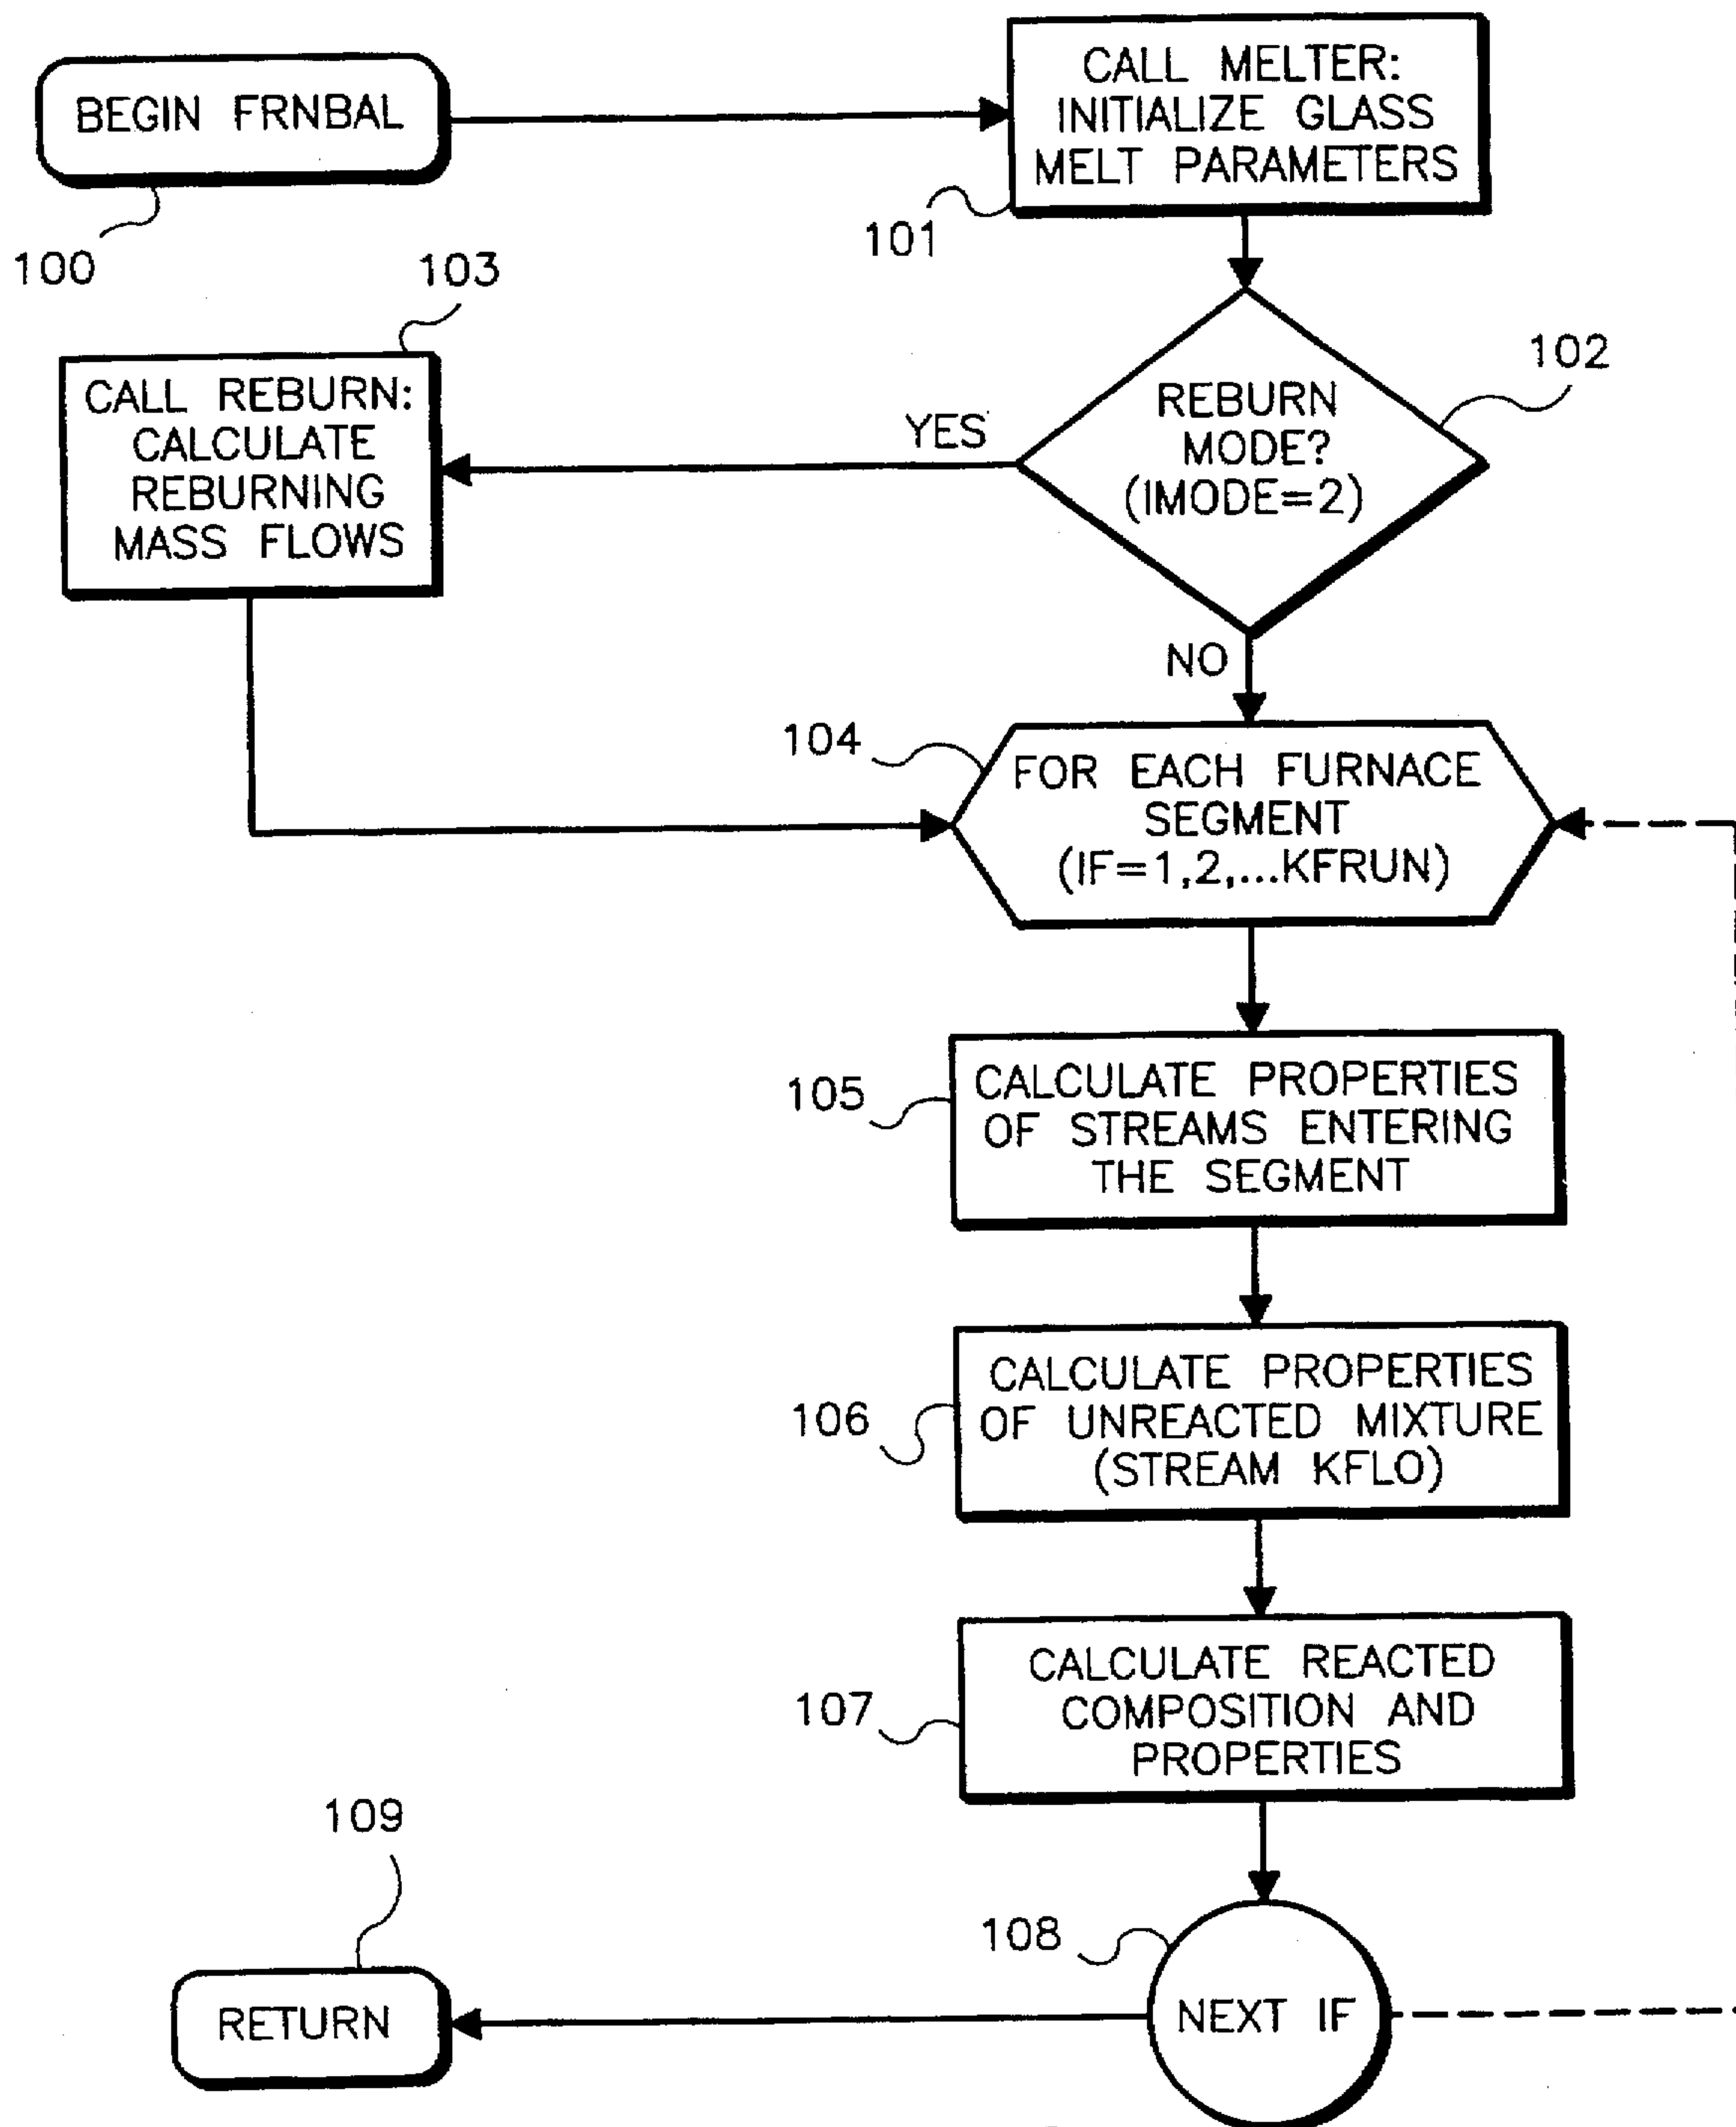 BEGIN FRNBAL
100
CALL MELTER:
INITIALIZE GLASS
MELT PARAMETERS
101
REBURN
MODE?
(IMODE=2)
102
YES
NO
103
CALL REBURN:
CALCULATE
REBURNING
MASS FLOWS
104
FOR EACH FURNACE
SEGMENT
(IF=1,2,...KFRUN)
105
CALCULATE PROPERTIES
OF STREAMS ENTERING
THE SEGMENT
106
CALCULATE PROPERTIES
OF UNREACTED MIXTURE
(STREAM KFLO)
107
CALCULATE REACTED
COMPOSITION AND
PROPERTIES
108
NEXT IF
109
RETURN